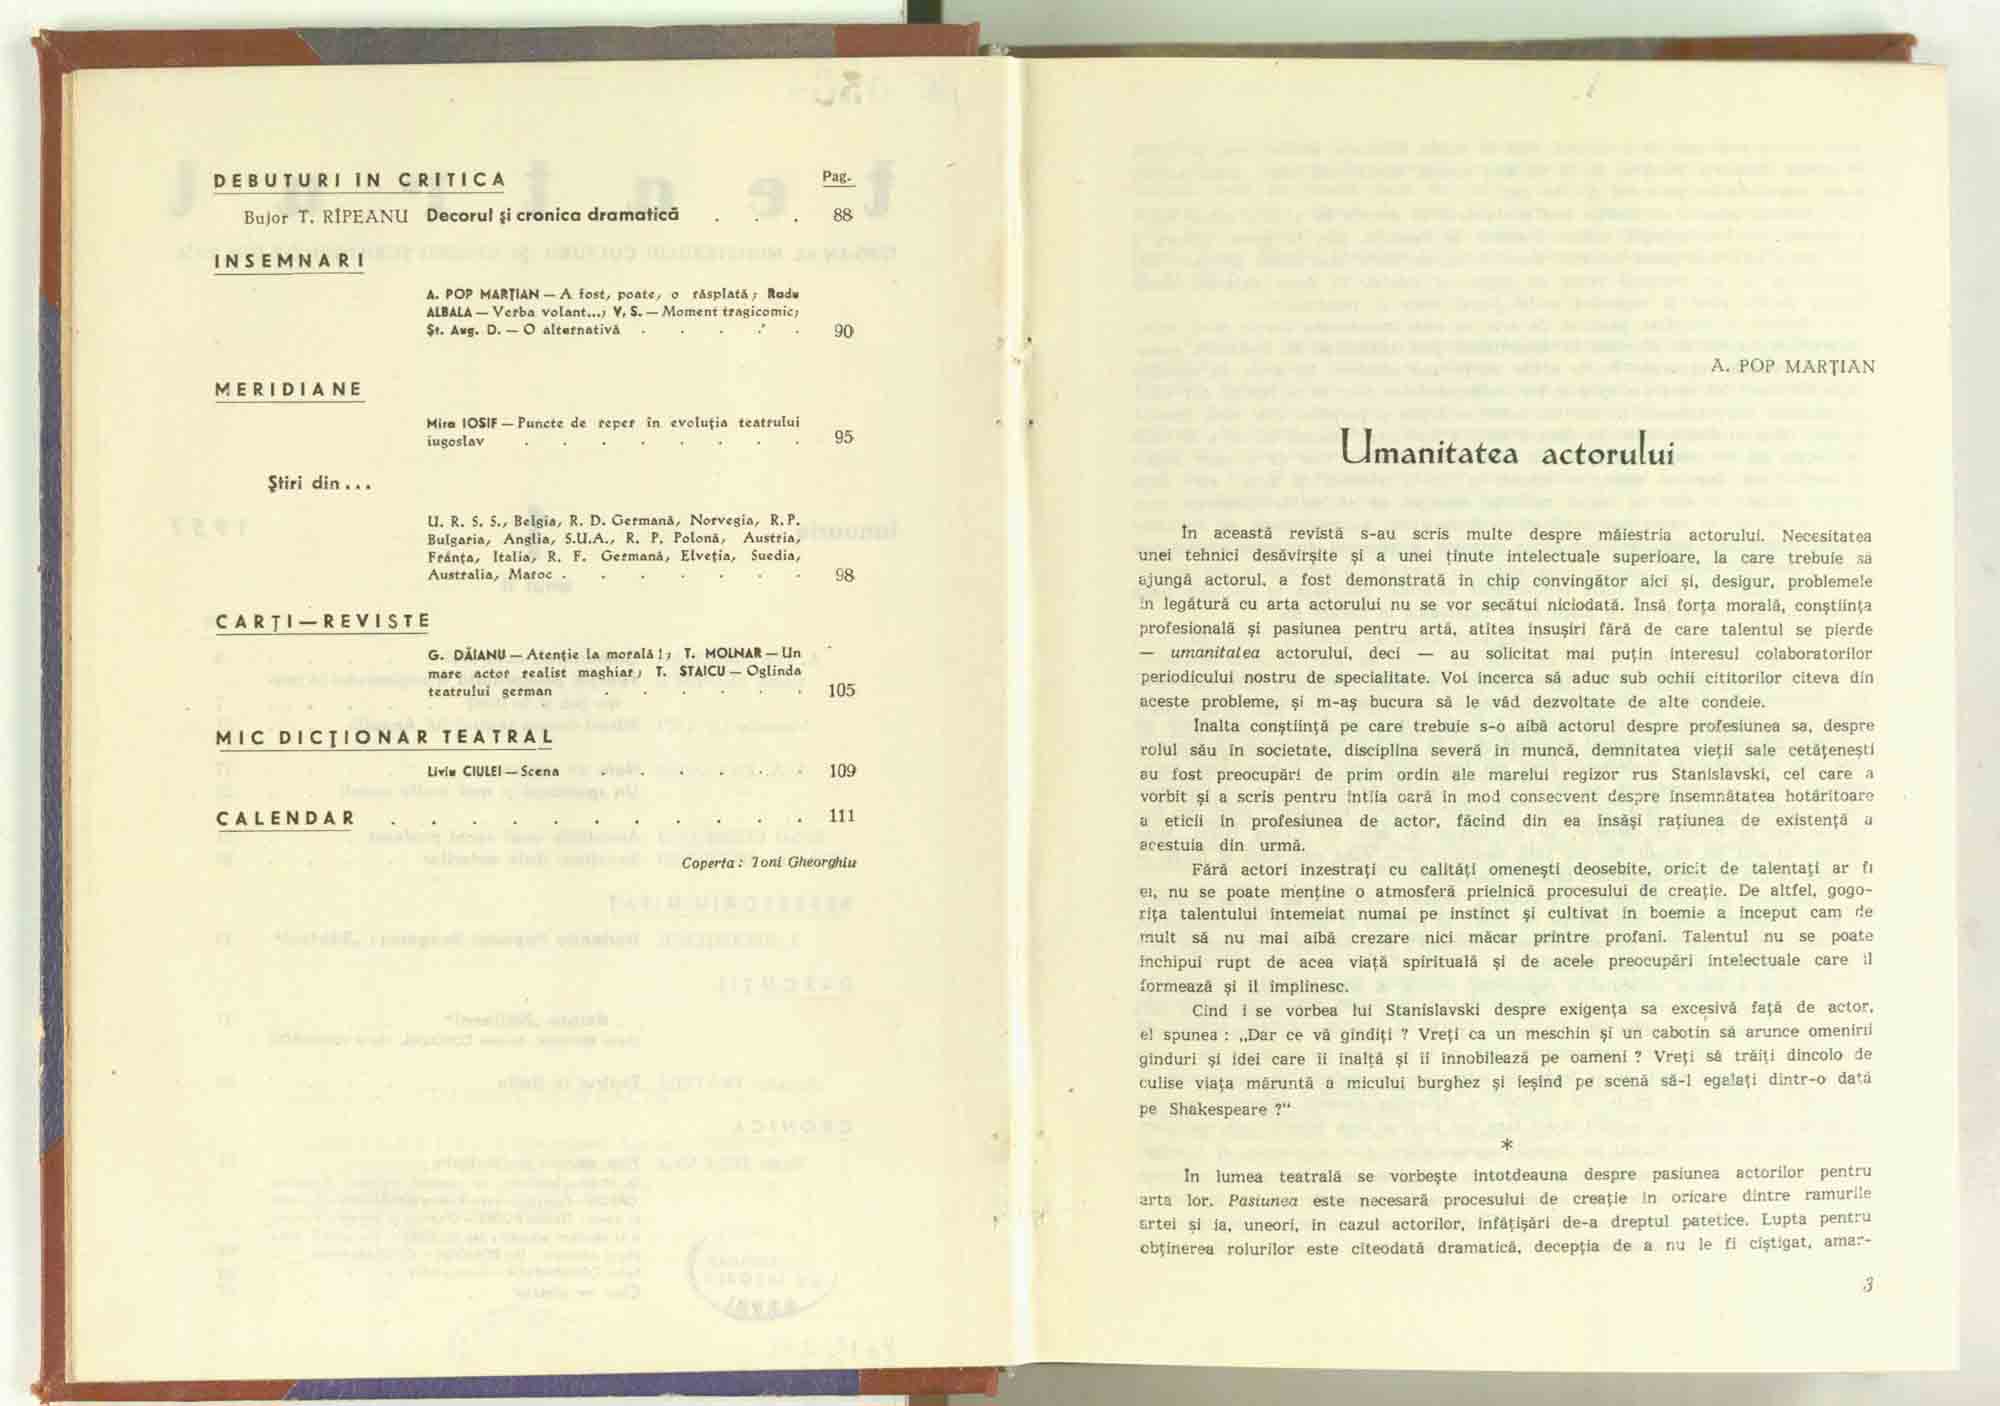 DEBUTURI IN CRITICA
Pag.
Bujor T. RÎPEANU Decorul şi cronica dramatică . . . 88
INSEMNARI
A. POP MARŢIAN — A fost, poate, o răsplată; Radu
ALBALA — Verba volant...; V. S. — Moment tragicomic;
Şt. Aug. D. — O alternativă . . . . . 90
MERIDIANE
Mira IOSIF — Puncte de reper în evoluţia teatrului
iugoslav . . . . . . . . 95
Ştiri din...
U. R. S. S., Belgia, R. D. Germană, Norvegia, R. P.
Bulgaria, Anglia, S.U.A., R. P. Polonă, Austria,
Franţa, Italia, R. F. Germană, Elveţia, Suedia,
Australia, Maroc . . . . . . . 98
CARŢI — REVISTE
G. DĂIANU — Atenţie la morală!; T. MOLNAR — Un
mare actor realist maghiar; T. STAICU — Oglinda
teatrului german . . . . . . 105
MIC DICŢIONAR TEATRAL
Liviu CIULEI — Scena . . . . . . 109
CALENDAR . . . . . . . . . . . 111
Coperta: Toni Gheorghiu
A. POP MARŢIAN
Umanitatea actorului
În această revistă s-au scris multe despre măiestria actorului. Necesitatea
unei tehnici desăvîrşite şi a unei ţinute intelectuale superioare, la care trebuie să
ajungă actorul, a fost demonstrată în chip convingător aici şi, desigur, problemele
în legătură cu arta actorului nu se vor secătui niciodată. Însă forţa morală, conştiinţa
profesională şi pasiunea pentru artă, atîtea însuşiri fără de care talentul se pierde
— umanitatea actorului, deci — au solicitat mai puţin interesul colaboratorilor
periodicului nostru de specialitate. Voi încerca să aduc sub ochii cititorilor cîteva din
aceste probleme, şi m-aş bucura să le văd dezvoltate de alte condeie.
Înalta conştiinţă pe care trebuie s-o aibă actorul despre profesiunea sa, despre
rolul său în societate, disciplina severă în muncă, demnitatea vieţii sale cetăţeneşti
au fost preocupări de prim ordin ale marelui regizor rus Stanislavski, cel care a
vorbit şi a scris pentru întîia oară în mod consecvent despre însemnătatea hotărîtoare
a eticii în profesiunea de actor, făcînd din ea însăşi raţiunea de existenţă a
acestuia din urmă.
Fără actori înzestraţi cu calităţi omeneşti deosebite, oricît de talentaţi ar fi
ei, nu se poate menţine o atmosferă prielnică procesului de creaţie. De altfel, gogo-
riţa talentului întemeiat numai pe instinct şi cultivat în boemie a început cam de
mult să nu mai aibă crezare nici măcar printre profani. Talentul nu se poate
închipui rupt de acea viaţă spirituală şi de acele preocupări intelectuale care îl
formează şi îl împlinesc.
Cînd i se vorbea lui Stanislavski despre exigenţa sa excesivă faţă de actor,
el spunea : „Dar ce vă gîndiţi ? Vreţi ca un meschin şi un cabotin să arunce omenirii
gînduri şi idei care îi înalţă şi îi înnobilează pe oameni ? Vreţi să trăiţi dincolo de
culise viaţa măruntă a micului burghez şi ieşind pe scenă să-l egalaţi dintr-o dată
pe Shakespeare ?"
*
În lumea teatrală se vorbeşte întotdeauna despre pasiunea actorilor pentru
arta lor. Pasiunea este necesară procesului de creaţie în oricare dintre ramurile
artei şi ia, uneori, în cazul actorilor, înfăţişări de-a dreptul patetice. Lupta pentru
obţinerea rolurilor este cîteodată dramatică, decepţia de a nu le fi cîştigat, amar-
3